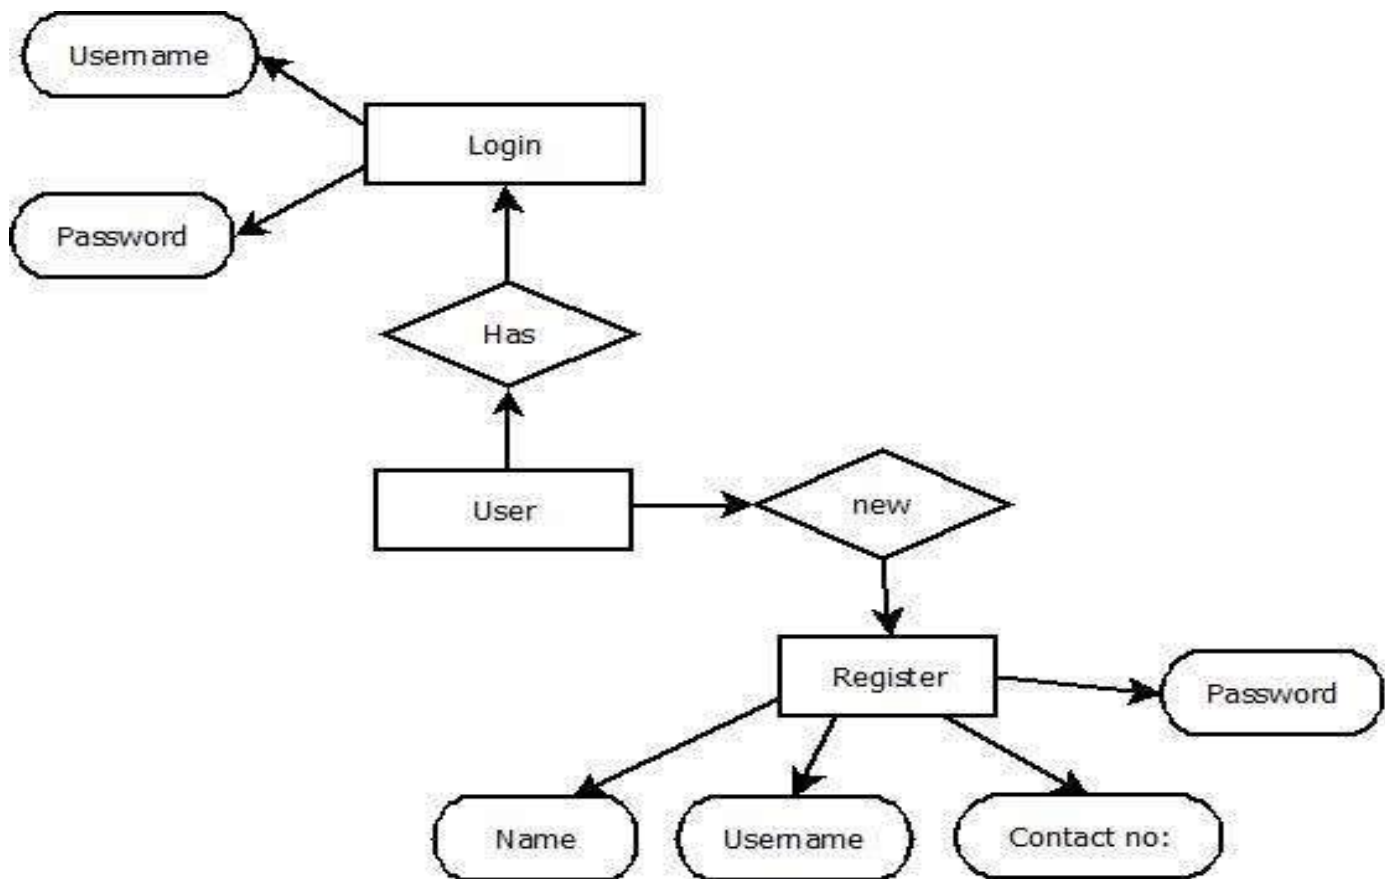 Username
Login
Password
Has
User
new
Register
Password
Name
Username
Contact no: